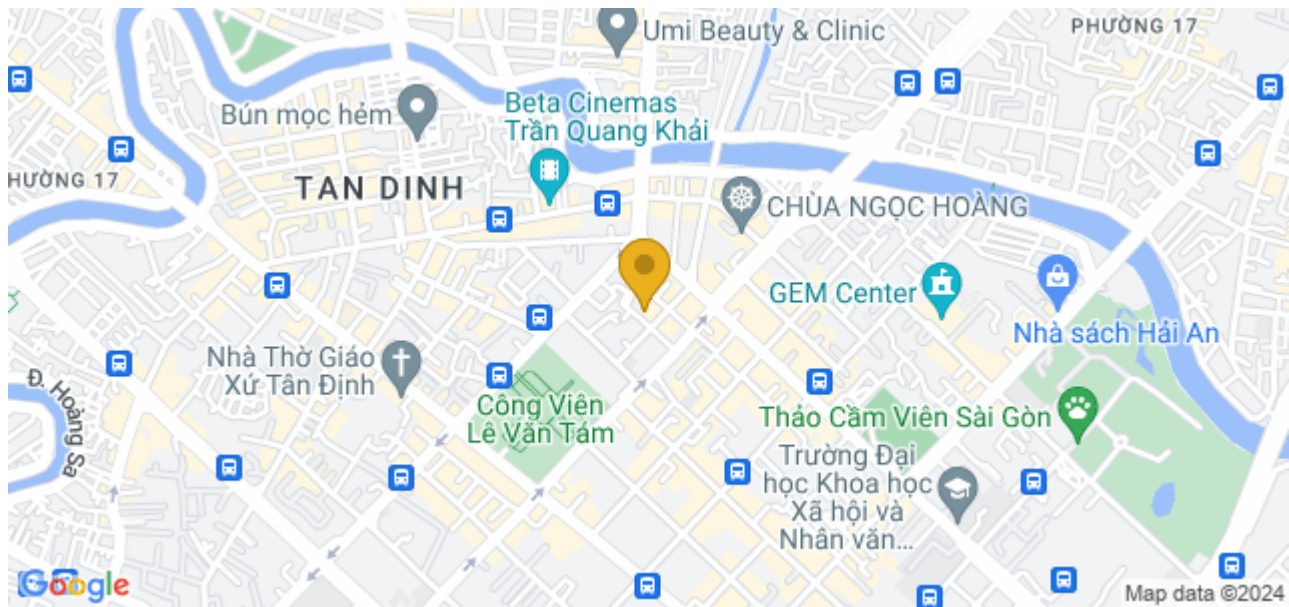 Umi Beauty & Clinic
PHƯỜNG 17
Beta Cinemas
Trần Quang Khải
Bún mọc hẻm
HƯỜNG 17
TAN DINH
CHÙA NGỌC HOÀNG
GEM Center
Nhà sách Hải An
Nhà Thờ Giáo
Xứ Tân Định
Đ. Hoàng Sa
Công Viên
Lê Văn Tám
Thảo Cầm Viên Sài Gòn
Trường Đại
học Khoa học
Xã hội và
Nhân văn...
Google
Map data ©2024